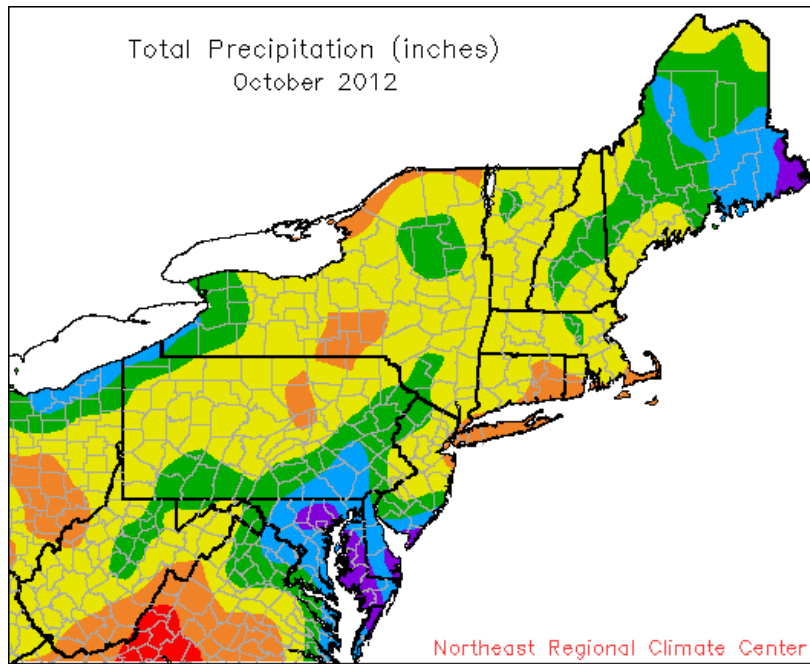 Total Precipitation (inches)
October 2012
Northeast Regional Climate Center